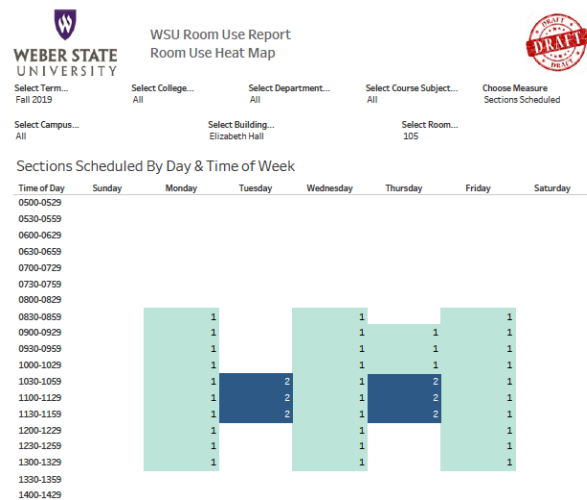 WSU Room Use Report
Room Use Heat Map
WEBER STATE
UNIVERSITY
DRAFT
DRAFT
DRAFT
Select Term... Select College... Select Department... Select Course Subject... Choose Measure
Fall 2019 All All All Sections Scheduled
Select Campus... Select Building... Select Room...
All Elizabeth Hall 105
Sections Scheduled By Day & Time of Week
Time of Day Sunday Monday Tuesday Wednesday Thursday Friday Saturday
0500-0529
0530-0559
0600-0629
0630-0659
0700-0729
0730-0759
0800-0829
0830-0859 1 1 1
0900-0929 1 1 1 1
0930-0959 1 1 1 1
1000-1029 1 1 1 1
1030-1059 1 2 1 2 1
1100-1129 1 2 1 2 1
1130-1159 1 2 1 2 1
1200-1229 1 1 1
1230-1259 1 1 1
1300-1329 1 1 1
1330-1359
1400-1429